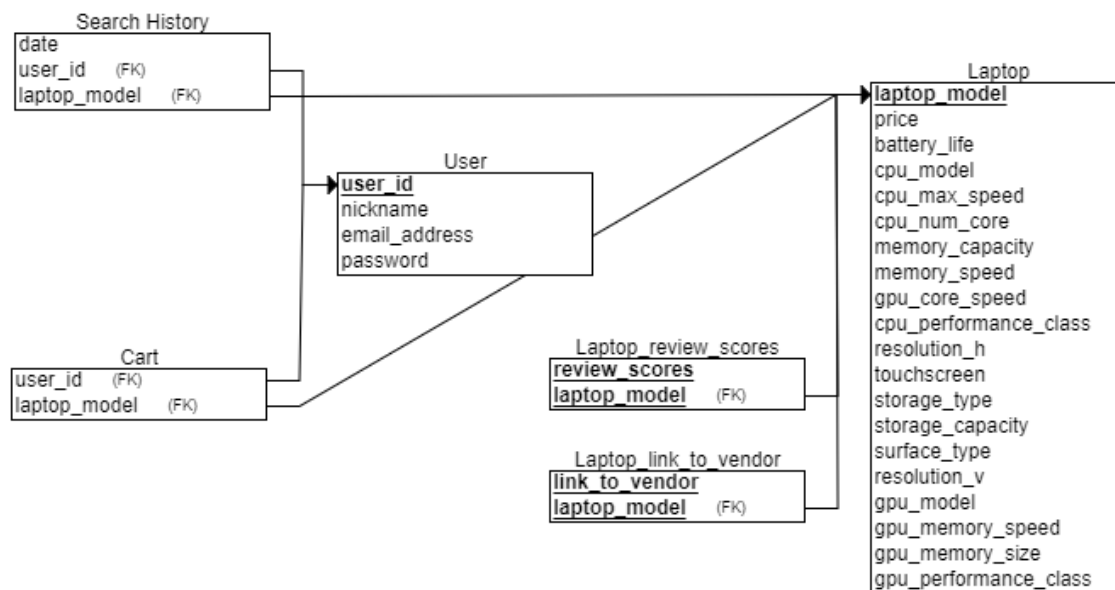 Search History
date
user_id (FK)
laptop_model (FK)
User
user_id
nickname
email_address
password
Cart
user_id (FK)
laptop_model (FK)
Laptop_review_scores
review_scores
laptop_model (FK)
Laptop_link_to_vendor
link_to_vendor
laptop_model (FK)
Laptop
laptop_model
price
battery_life
cpu_model
cpu_max_speed
cpu_num_core
memory_capacity
memory_speed
gpu_core_speed
cpu_performance_class
resolution_h
touchscreen
storage_type
storage_capacity
surface_type
resolution_v
gpu_model
gpu_memory_speed
gpu_memory_size
gpu_performance_class